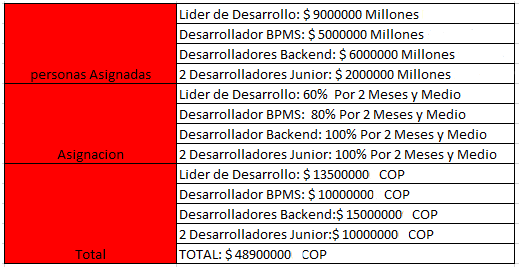 personas Asignadas
Lider de Desarrollo: $ 9000000 Millones
Desarrollador BPMS: $ 5000000 Millones
Desarrolladores Backend: $ 6000000 Millones
2 Desarrolladores Junior: $ 2000000 Millones
Asignacion
Lider de Desarrollo: 60% Por 2 Meses y Medio
Desarrollador BPMS: 80% Por 2 Meses y Medio
Desarrollador Backend: 100% Por 2 Meses y Medio
2 Desarrolladores Junior: 100% Por 2 Meses y Medio
Total
Lider de Desarrollo: $ 13500000 COP
Desarrollador BPMS: $ 10000000 COP
Desarrolladores Backend:$ 15000000 COP
2 Desarrolladores Junior:$ 10000000 COP
TOTAL: $ 48900000 COP